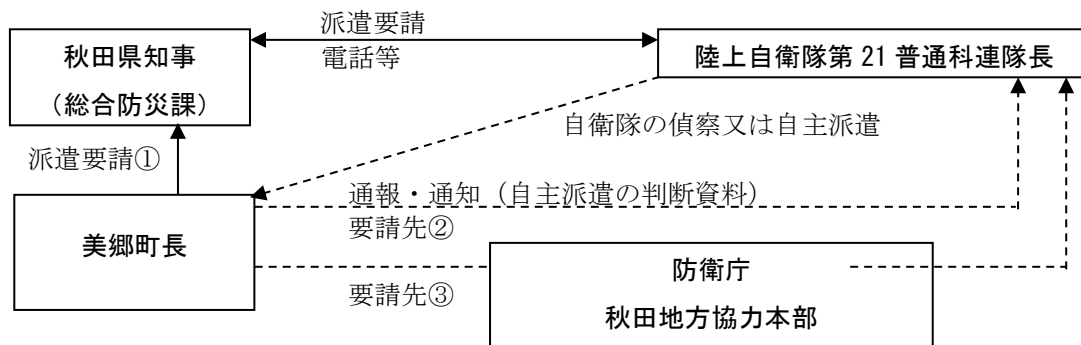 派遣要請
電話等
秋田県知事
（総合防災課）
陸上自衛隊第 21 普通科連隊長
自衛隊の偵察又は自主派遣
派遣要請①
通報・通知（自主派遣の判断資料）
要請先②
美郷町長
要請先③
防衛庁
秋田地方協力本部